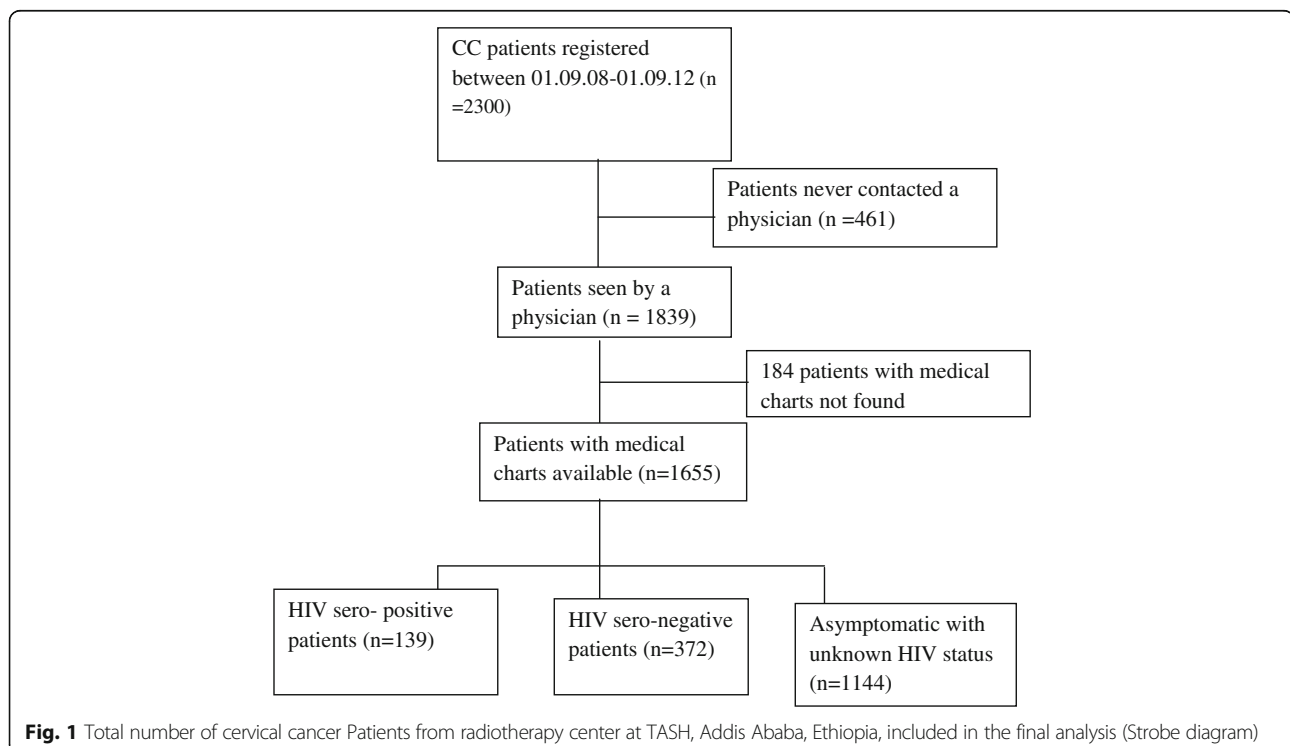 CC patients registered
between 01.09.08-01.09.12 (n
=2300)
Patients never contacted a
physician (n =461)
Patients seen by a
physician (n = 1839)
184 patients with medical
charts not found
Patients with medical
charts available (n=1655)
HIV sero- positive
patients (n=139)
HIV sero-negative
patients (n=372)
Asymptomatic with
unknown HIV status
(n=1144)
Fig. 1 Total number of cervical cancer Patients from radiotherapy center at TASH, Addis Ababa, Ethiopia, included in the final analysis (Strobe diagram)